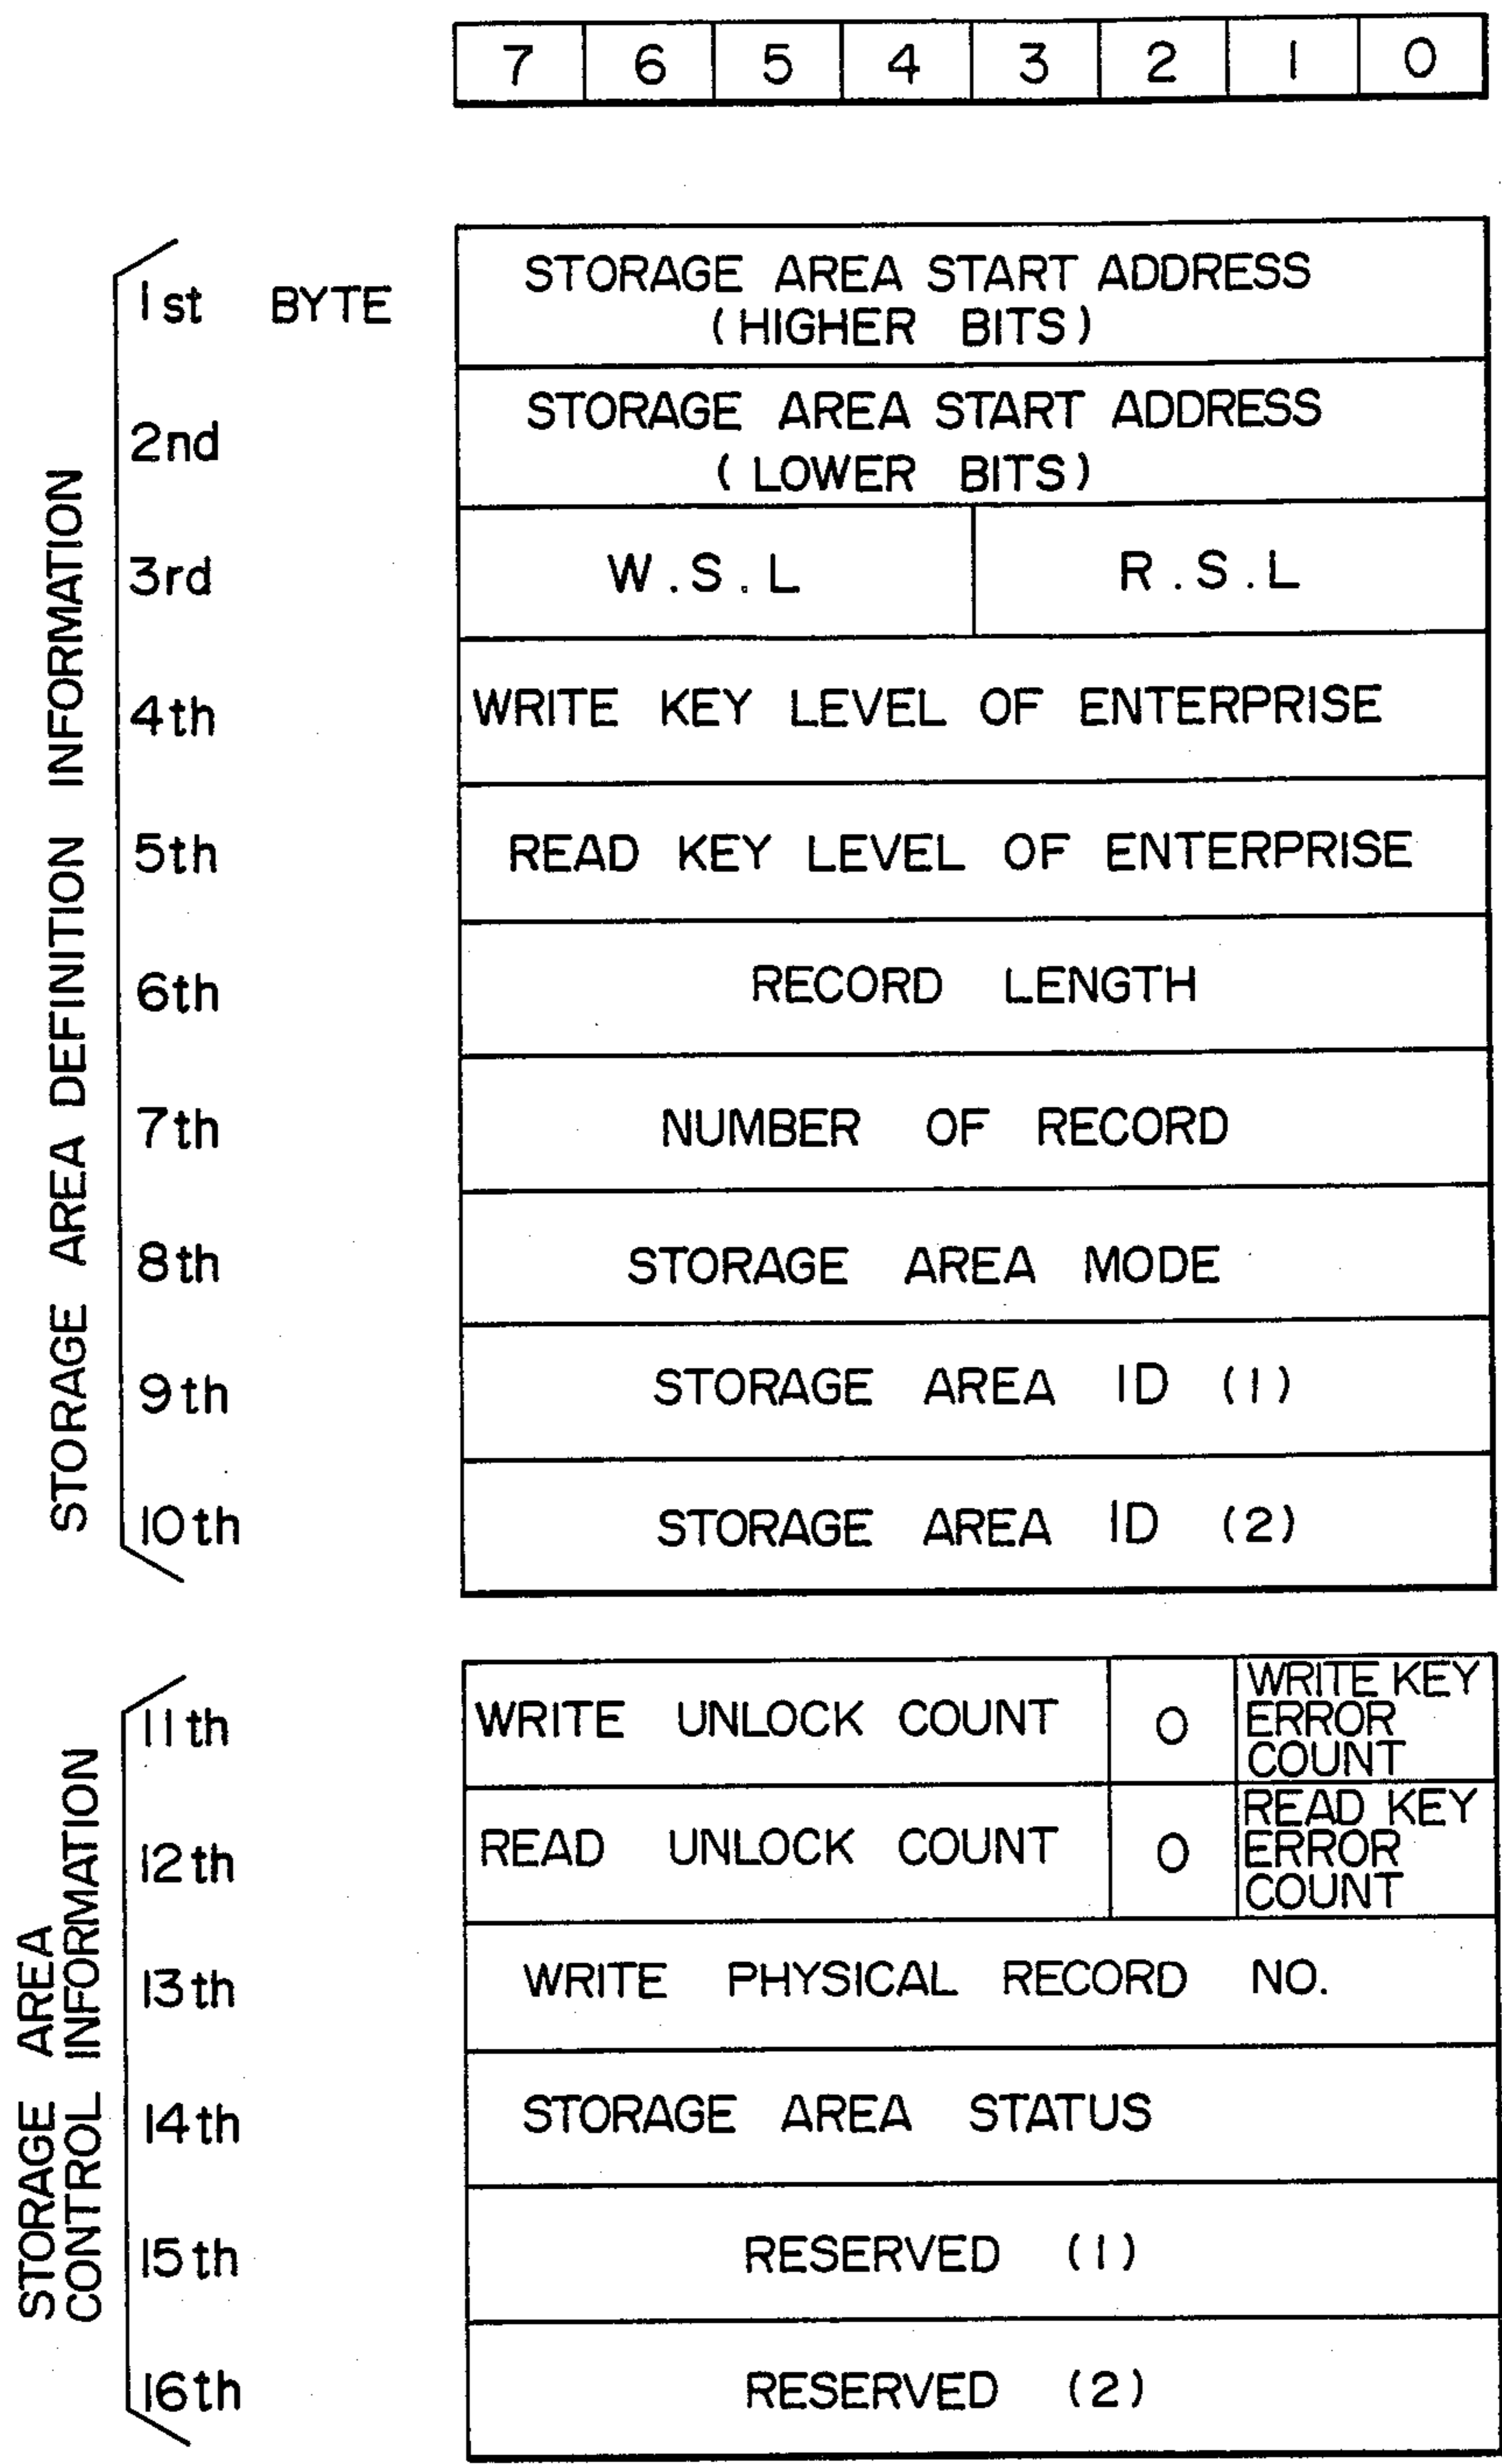 7 6 5 4 3 2 1 0
STORAGE AREA DEFINITION INFORMATION
1st BYTE
STORAGE AREA START ADDRESS
(HIGHER BITS)
2nd
STORAGE AREA START ADDRESS
(LOWER BITS)
3rd
W.S.L
R.S.L
4th
WRITE KEY LEVEL OF ENTERPRISE
5th
READ KEY LEVEL OF ENTERPRISE
6th
RECORD LENGTH
7th
NUMBER OF RECORD
8th
STORAGE AREA MODE
9th
STORAGE AREA ID (1)
10th
STORAGE AREA ID (2)
STORAGE AREA
CONTROL INFORMATION
11th
WRITE UNLOCK COUNT
0
WRITE KEY
ERROR
COUNT
12th
READ UNLOCK COUNT
0
READ KEY
ERROR
COUNT
13th
WRITE PHYSICAL RECORD NO.
14th
STORAGE AREA STATUS
15th
RESERVED (1)
16th
RESERVED (2)